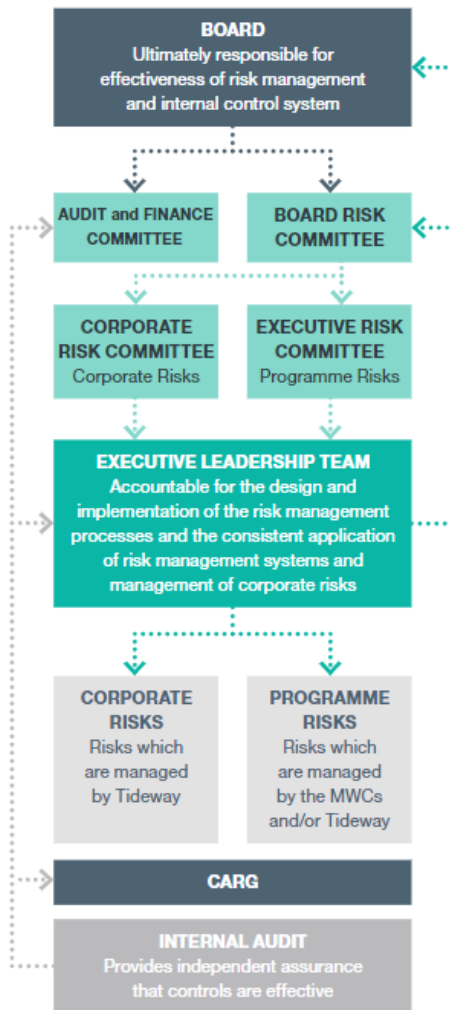 BOARD
Ultimately responsible for
effectiveness of risk management
and internal control system
AUDIT and FINANCE
COMMITTEE
BOARD RISK
COMMITTEE
CORPORATE
RISK COMMITTEE
Corporate Risks
EXECUTIVE RISK
COMMITTEE
Programme Risks
EXECUTIVE LEADERSHIP TEAM
Accountable for the design and
implementation of the risk management
processes and the consistent application
of risk management systems and
management of corporate risks
CORPORATE
RISKS
Risks which
are managed
by Tideway
PROGRAMME
RISKS
Risks which
are managed
by the MWCs
and/or Tideway
CARG
INTERNAL AUDIT
Provides independent assurance
that controls are effective